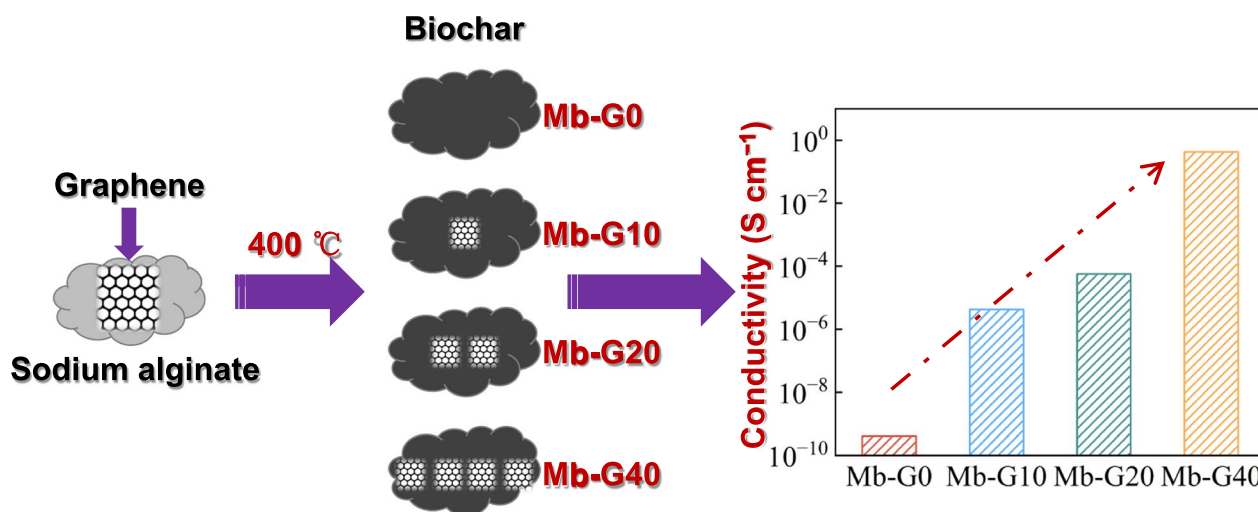 Graphene
Sodium alginate
400 ℃
Biochar
Mb-G0
Mb-G10
Mb-G20
Mb-G40
Conductivity (S cm⁻¹)
10⁰
10⁻²
10⁻⁴
10⁻⁶
10⁻⁸
10⁻¹⁰
Mb-G0 Mb-G10 Mb-G20 Mb-G40